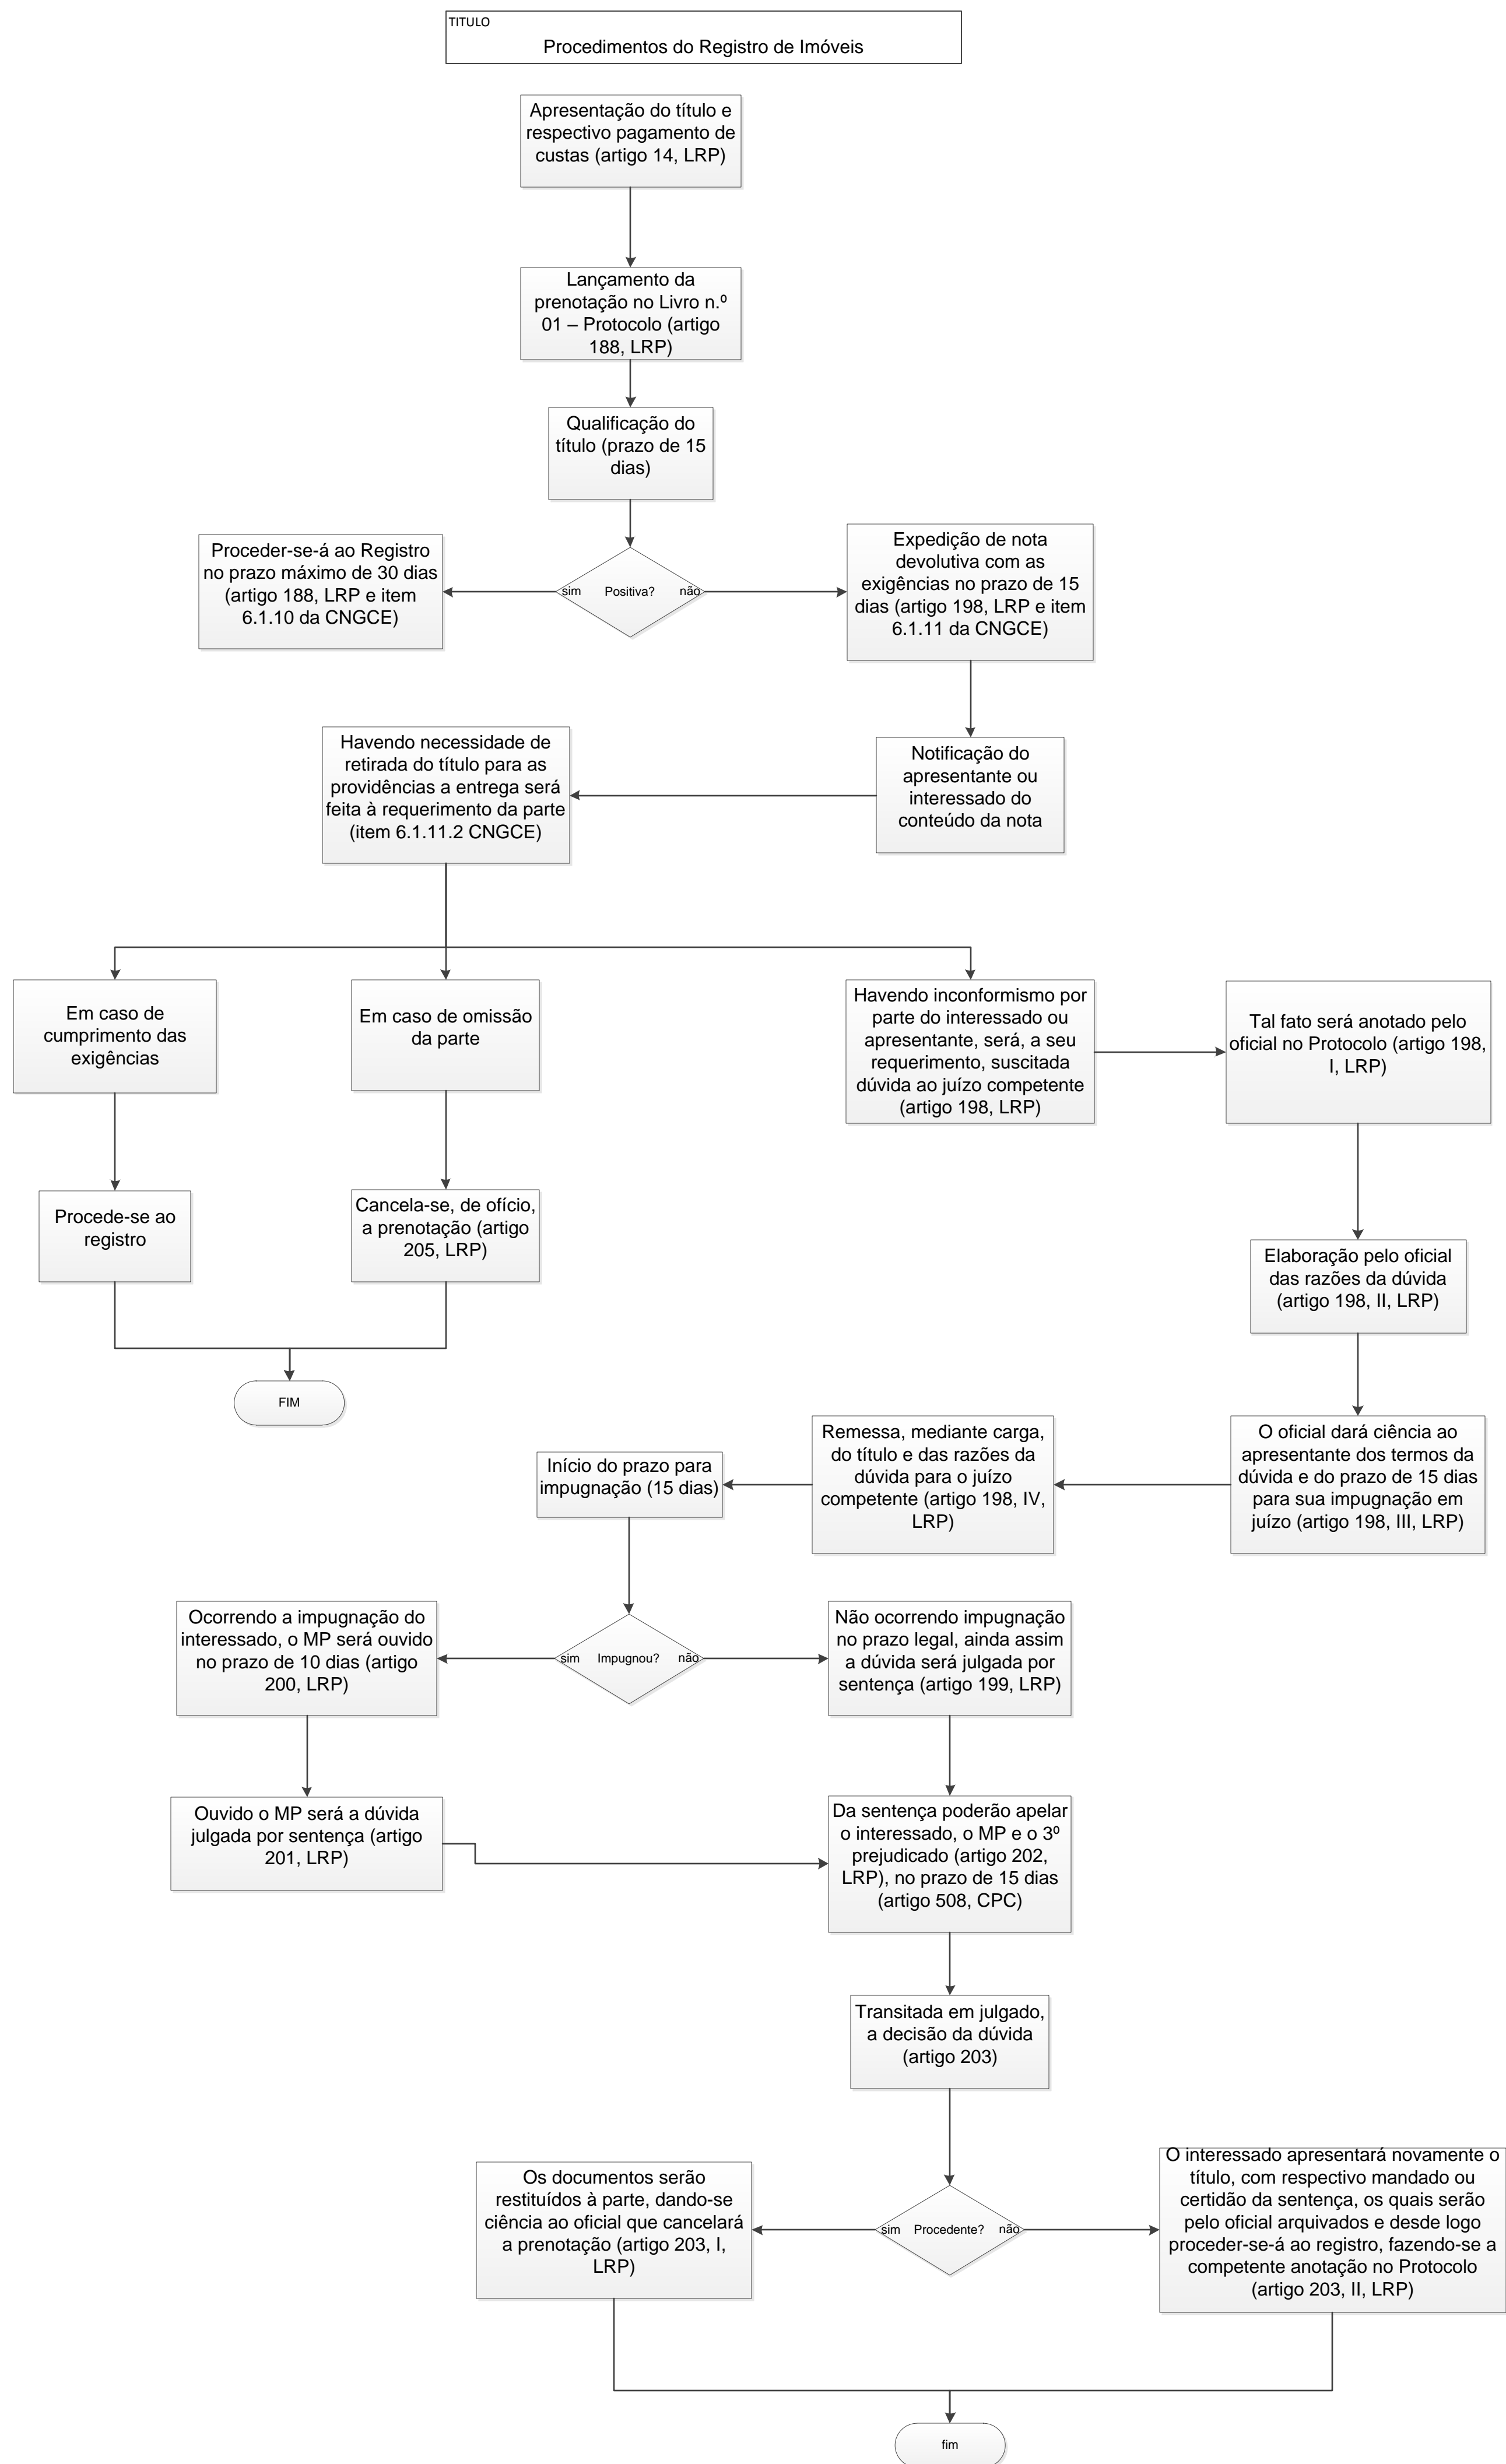 TITULO
Procedimentos do Registro de Imóveis
Apresentação do título e
respectivo pagamento de
custas (artigo 14, LRP)
Lançamento da
prenotação no Livro n.º
01 – Protocolo (artigo
188, LRP)
Qualificação do
título (prazo de 15
dias)
Proceder-se-á ao Registro
no prazo máximo de 30 dias
(artigo 188, LRP e item
6.1.10 da CNGCE)
sim
Positiva?
não
Expedição de nota
devolutiva com as
exigências no prazo de 15
dias (artigo 198, LRP e item
6.1.11 da CNGCE)
Notificação do
apresentante ou
interessado do
conteúdo da nota
Havendo necessidade de
retirada do título para as
providências a entrega será
feita à requerimento da parte
(item 6.1.11.2 CNGCE)
Em caso de
cumprimento das
exigências
Em caso de omissão
da parte
Havendo inconformismo por
parte do interessado ou
apresentante, será, a seu
requerimento, suscitada
dúvida ao juízo competente
(artigo 198, LRP)
Tal fato será anotado pelo
oficial no Protocolo (artigo 198,
I, LRP)
Procede-se ao
registro
Cancela-se, de ofício,
a prenotação (artigo
205, LRP)
Elaboração pelo oficial
das razões da dúvida
(artigo 198, II, LRP)
FIM
O oficial dará ciência ao
apresentante dos termos da
dúvida e do prazo de 15 dias
para sua impugnação em
juízo (artigo 198, III, LRP)
Remessa, mediante carga,
do título e das razões da
dúvida para o juízo
competente (artigo 198, IV,
LRP)
Início do prazo para
impugnação (15 dias)
Ocorrendo a impugnação do
interessado, o MP será ouvido
no prazo de 10 dias (artigo
200, LRP)
sim
Impugnou?
não
Não ocorrendo impugnação
no prazo legal, ainda assim
a dúvida será julgada por
sentença (artigo 199, LRP)
Ouvido o MP será a dúvida
julgada por sentença (artigo
201, LRP)
Da sentença poderão apelar
o interessado, o MP e o 3º
prejudicado (artigo 202,
LRP), no prazo de 15 dias
(artigo 508, CPC)
Transitada em julgado,
a decisão da dúvida
(artigo 203)
Os documentos serão
restituídos à parte, dando-se
ciência ao oficial que cancelará
a prenotação (artigo 203, I,
LRP)
sim
Procedente?
não
O interessado apresentará novamente o
título, com respectivo mandado ou
certidão da sentença, os quais serão
pelo oficial arquivados e desde logo
proceder-se-á ao registro, fazendo-se a
competente anotação no Protocolo
(artigo 203, II, LRP)
fim